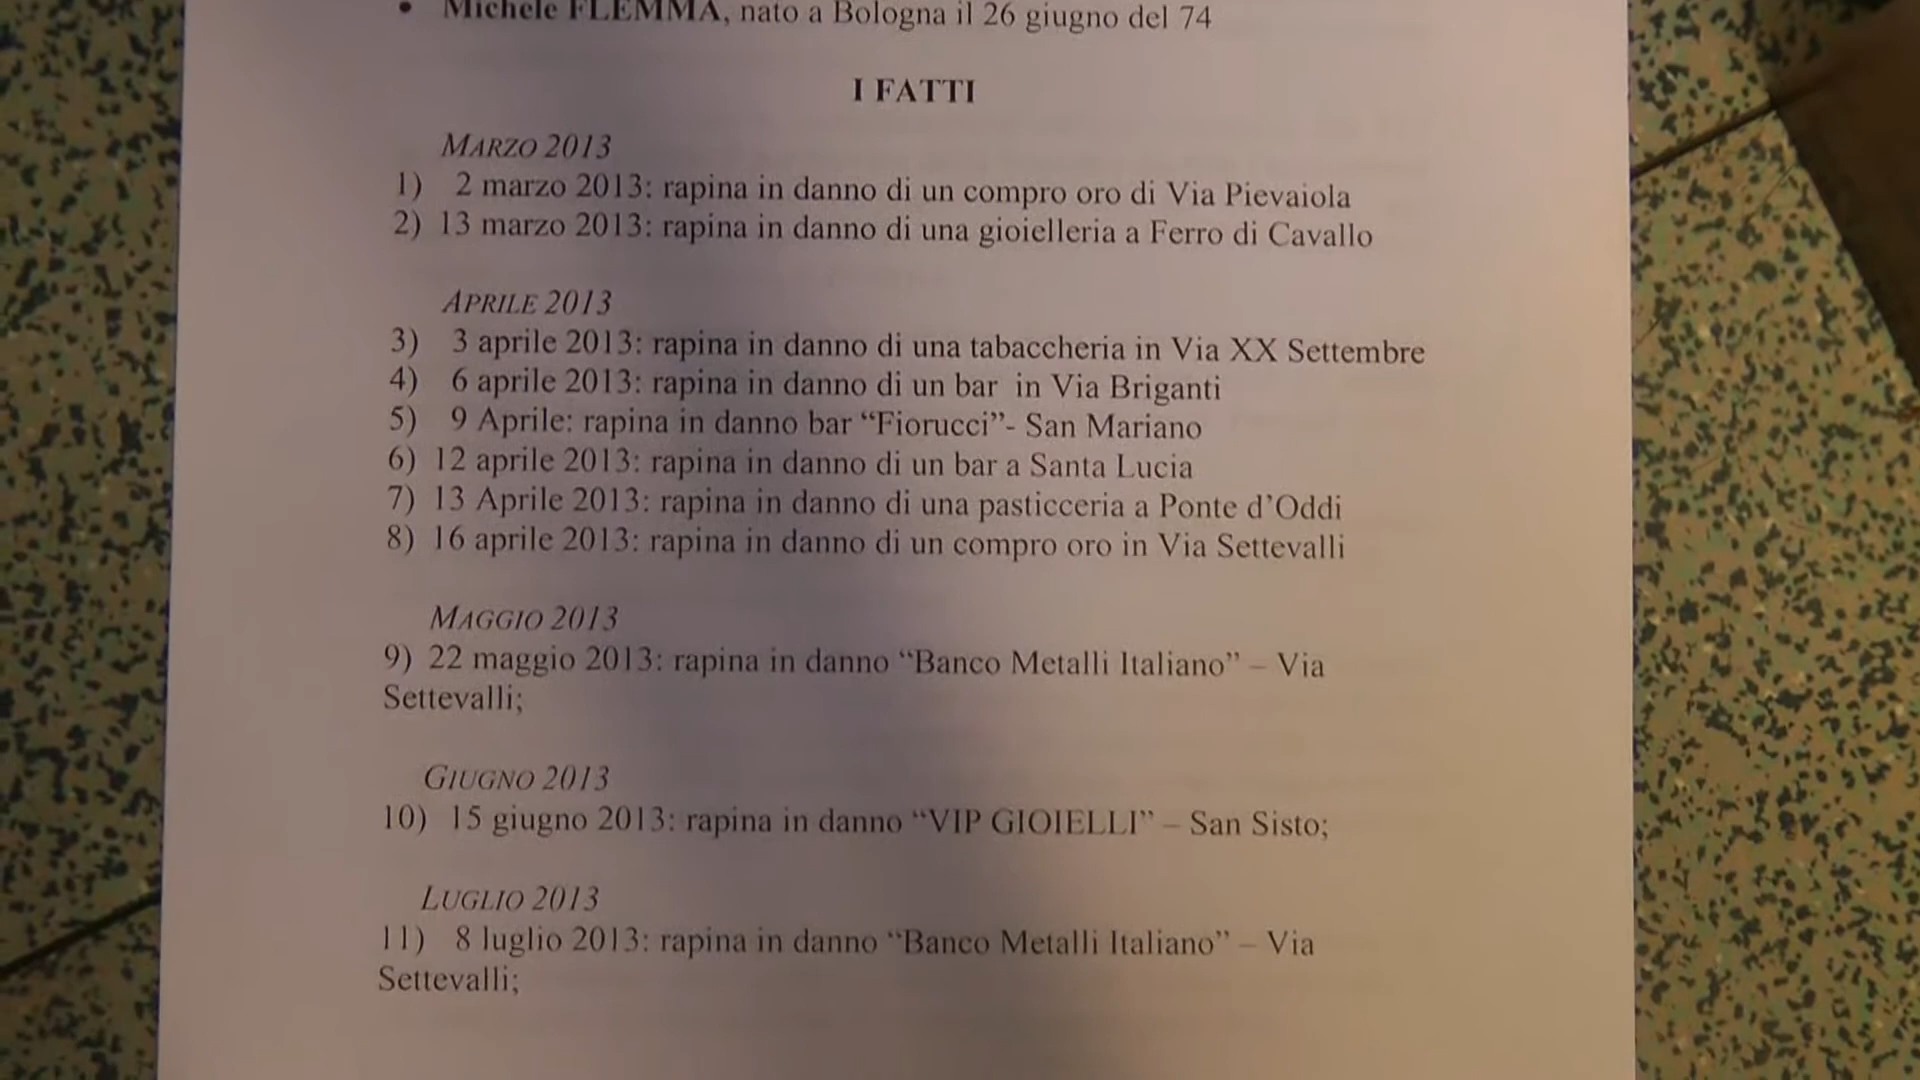 • Michele FLEMMA, nato a Bologna il 26 giugno del 74
I FATTI
MARZO 2013
1) 2 marzo 2013: rapina in danno di un compro oro di Via Pievaiola
2) 13 marzo 2013: rapina in danno di una gioielleria a Ferro di Cavallo
APRILE 2013
3) 3 aprile 2013: rapina in danno di una tabaccheria in Via XX Settembre
4) 6 aprile 2013: rapina in danno di un bar in Via Briganti
5) 9 Aprile: rapina in danno bar “Fiorucci”- San Mariano
6) 12 aprile 2013: rapina in danno di un bar a Santa Lucia
7) 13 Aprile 2013: rapina in danno di una pasticceria a Ponte d’Oddi
8) 16 aprile 2013: rapina in danno di un compro oro in Via Settevalli
MAGGIO 2013
9) 22 maggio 2013: rapina in danno “Banco Metalli Italiano” – Via
Settevalli;
GIUGNO 2013
10) 15 giugno 2013: rapina in danno “VIP GIOIELLI” – San Sisto;
LUGLIO 2013
11) 8 luglio 2013: rapina in danno “Banco Metalli Italiano” – Via
Settevalli;